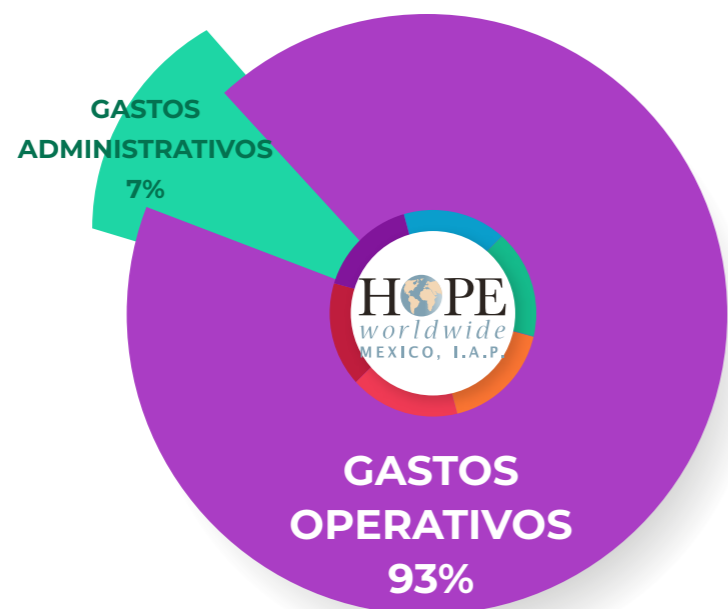 GASTOS
ADMINISTRATIVOS
7%
HOPE
worldwide
MEXICO, I.A.P.
GASTOS
OPERATIVOS
93%